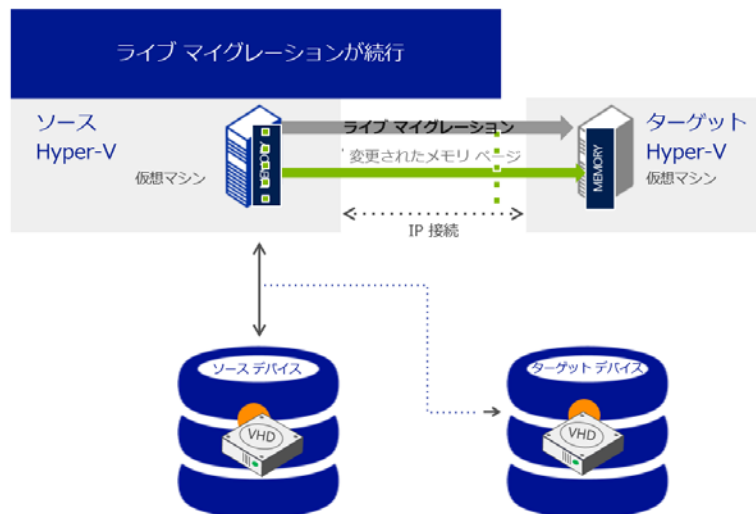 ライブ マイグレーションが続行
ソース
Hyper-V
仮想マシン
MEMORY
ライブ マイグレーション
変更されたメモリ ページ
IP 接続
ターゲット
Hyper-V
仮想マシン
MEMORY
ソース デバイス
VHD
ターゲット デバイス
VHD